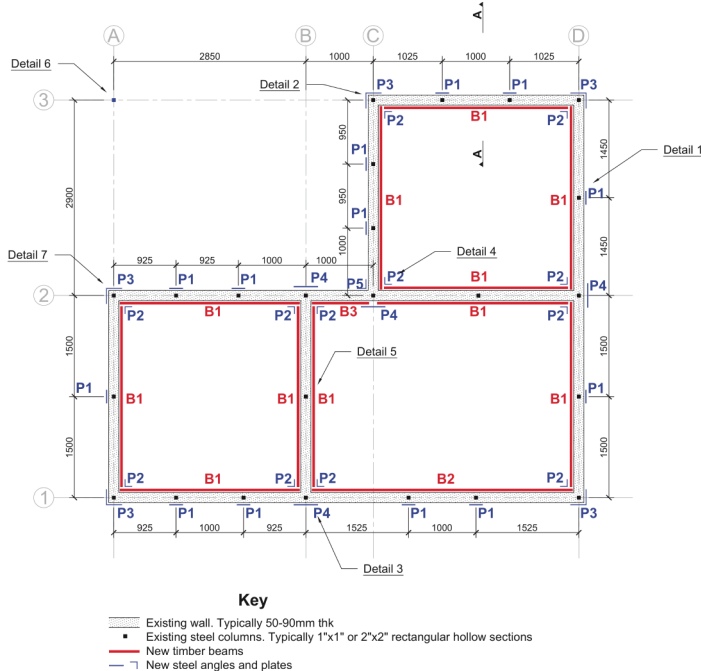 A
A B C D
2850 1000 1025 1000 1025
Detail 6
Detail 2 P3 P1 P1 P3
3
P2 B1 P2
950
A
Detail 1
P1
1450
950
2900
P1
B1 B1
P1
1000
1450
925 925 1000 1000
Detail 4
Detail 7
P3 P1 P1 P4 P5 P2 B1 P2 P4
2
P2 B1 P2 P2 B3 P4 B1 P2
1500 1500
Detail 5
P1 B1 B1 B1 B1 P1
1500 1500
P2 B1 P2 P2 B2 P2
1
P3 P1 P1 P4 P1 P1 P3
925 1000 925 1525 1000 1525
Detail 3
Key
Existing wall. Typically 50-90mm thk
Existing steel columns. Typically 1"x1" or 2"x2" rectangular hollow sections
New timber beams
New steel angles and plates